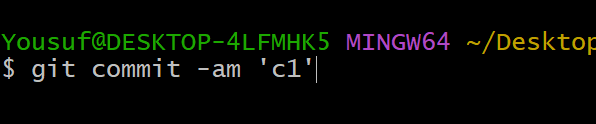 Yousuf@DESKTOP-4LFMHK5 MINGW64 ~/Desktop
$ git commit -am 'c1'